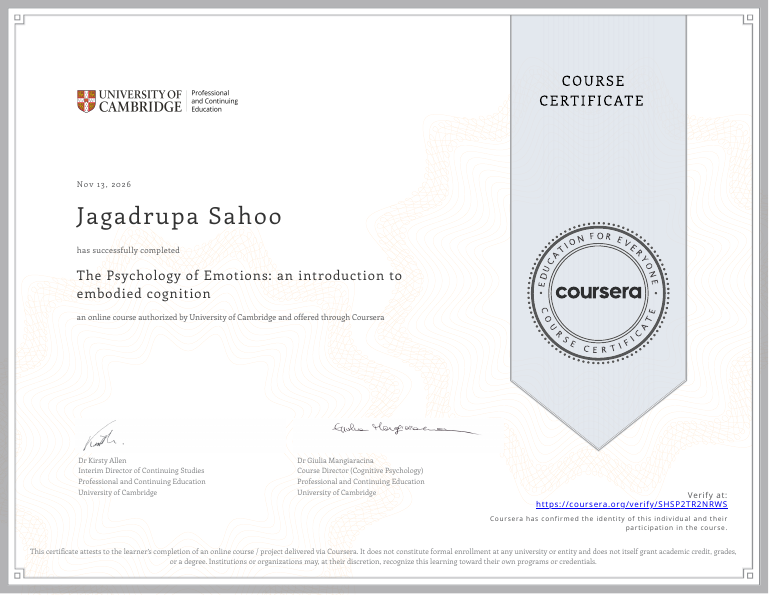 UNIVERSITY OF
CAMBRIDGE
Professional
and Continuing
Education
COURSE
CERTIFICATE
Nov 13, 2026
Jagadrupa Sahoo
has successfully completed
The Psychology of Emotions: an introduction to
embodied cognition
an online course authorized by University of Cambridge and offered through Coursera
EDUCATION FOR EVERYONE
coursera
COURSE CERTIFICATE
Dr Kirsty Allen
Interim Director of Continuing Studies
Professional and Continuing Education
University of Cambridge
Dr Giulia Mangiaracina
Course Director (Cognitive Psychology)
Professional and Continuing Education
University of Cambridge
Verify at:
https://coursera.org/verify/SHSP2TR2NRWS
Coursera has confirmed the identity of this individual and their
participation in the course.
This certificate attests to the learner's completion of an online course / project delivered via Coursera. It does not constitute formal enrollment at any university or entity and does not itself grant academic credit, grades,
or a degree. Institutions or organizations may, at their discretion, recognize this learning toward their own programs or credentials.